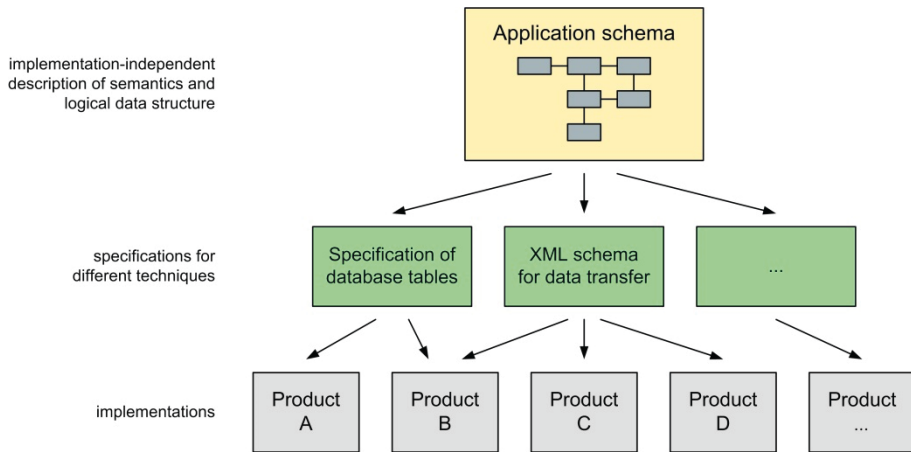 Application schema
implementation-independent
description of semantics and
logical data structure
specifications for
different techniques
Specification of
database tables
XML schema
for data transfer
...
implementations
Product
A
Product
B
Product
C
Product
D
Product
...